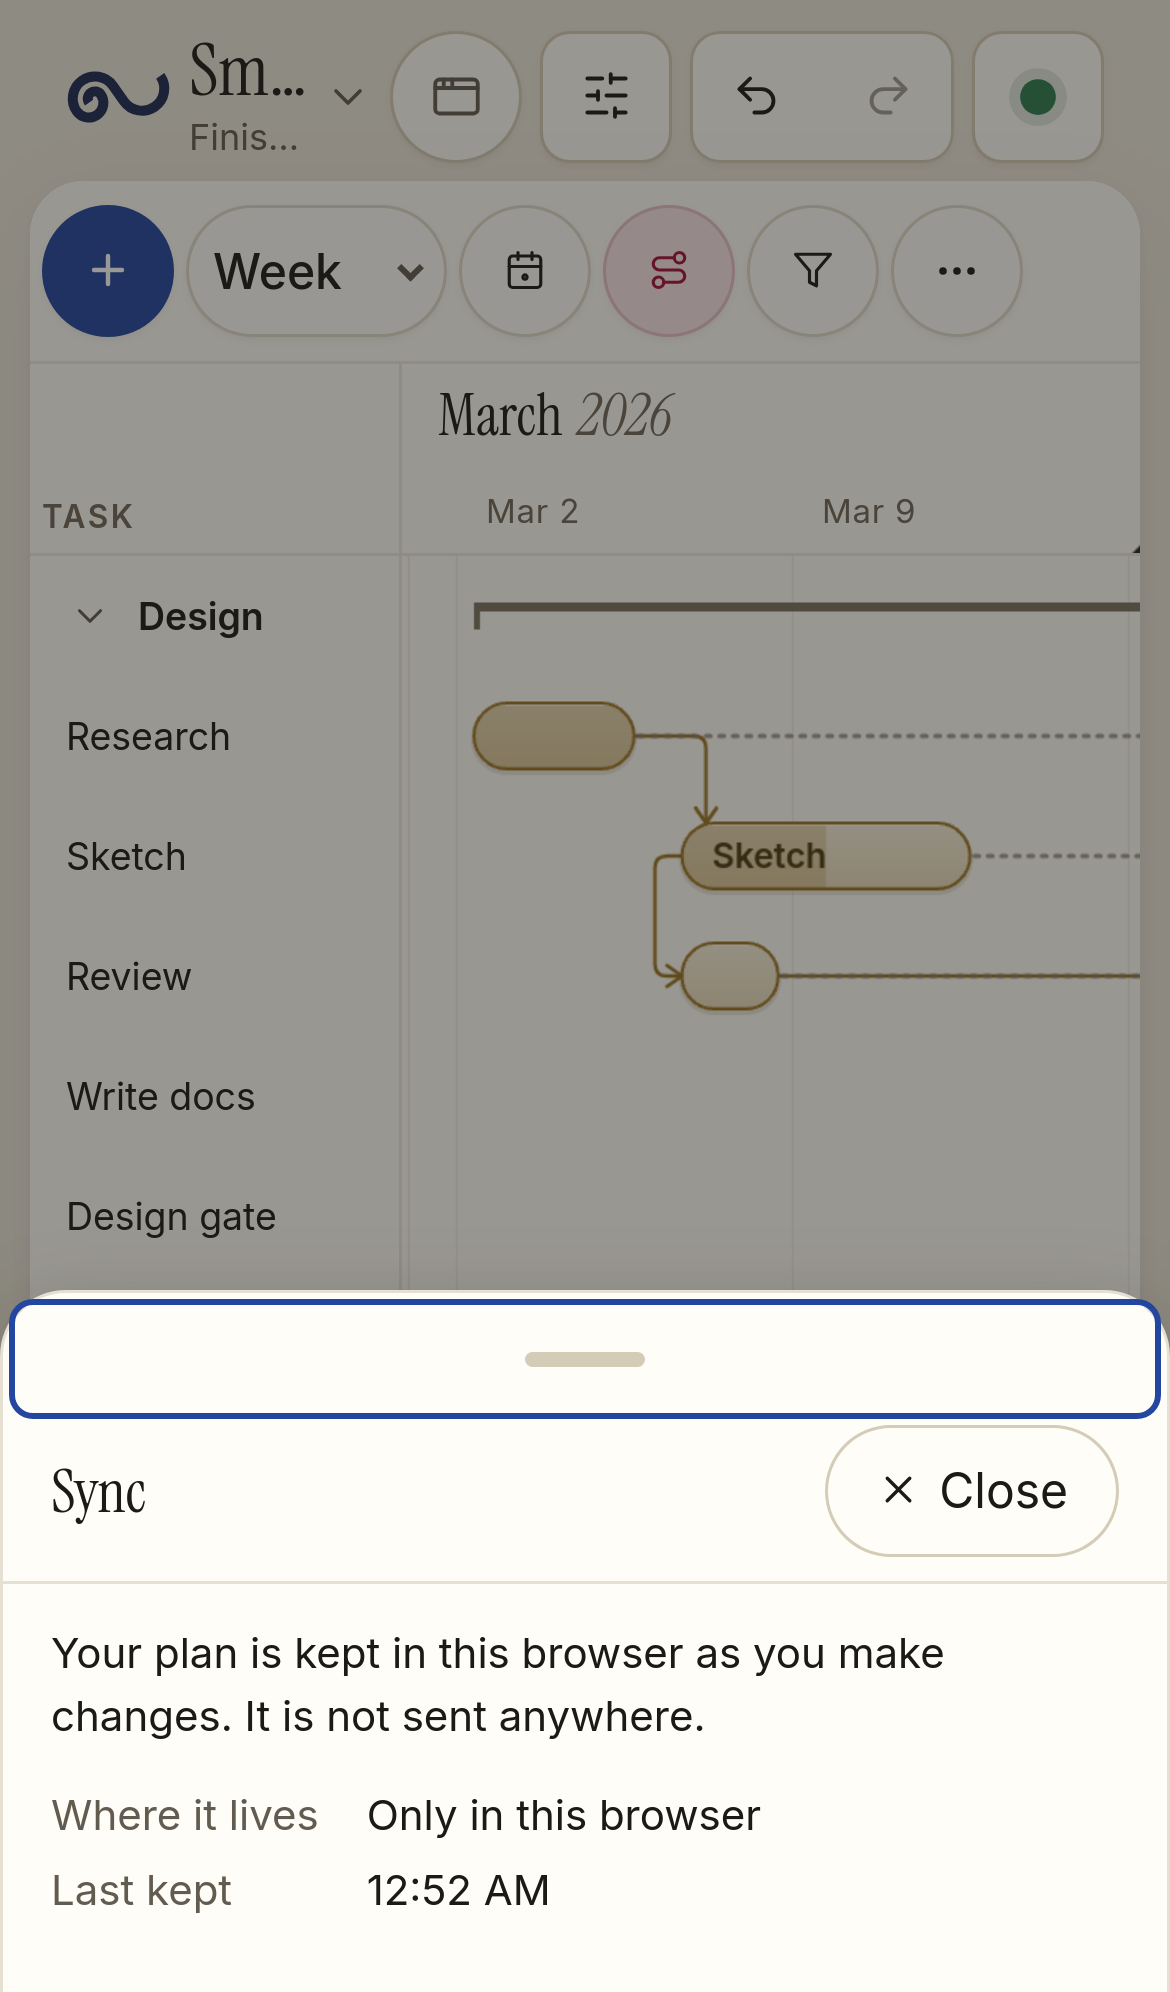 Sm...
Finis...
Week
March 2026
TASK
Mar 2
Mar 9
Design
Research
Sketch
Sketch
Review
Write docs
Design gate
Sync
Close
Your plan is kept in this browser as you make
changes. It is not sent anywhere.
Where it lives Only in this browser
Last kept 12:52 AM